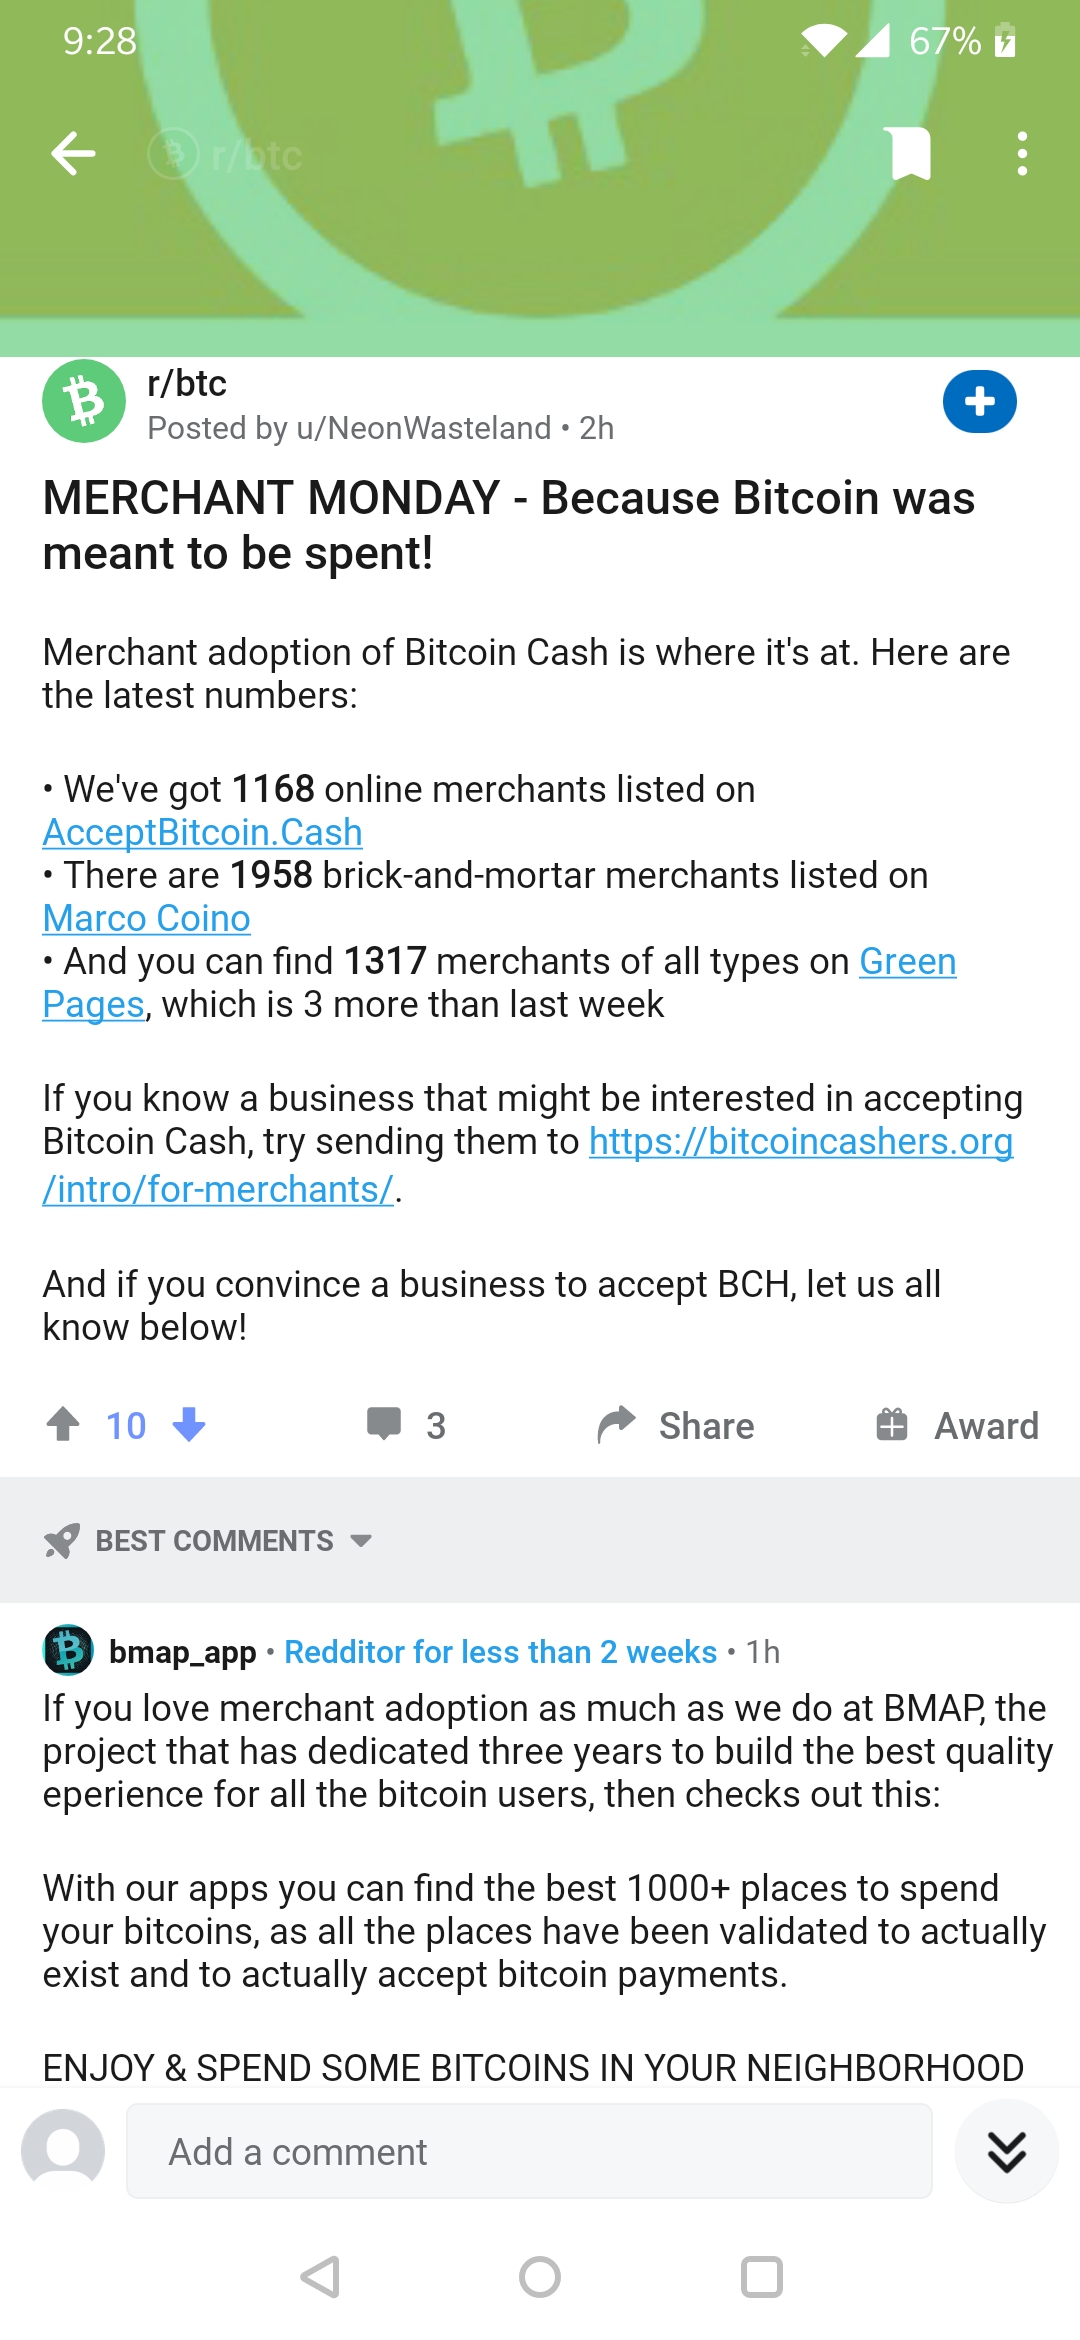 9:28
67%
r/btc
r/btc
Posted by u/NeonWasteland • 2h
MERCHANT MONDAY - Because Bitcoin was
meant to be spent!
Merchant adoption of Bitcoin Cash is where it's at. Here are
the latest numbers:
• We've got 1168 online merchants listed on
AcceptBitcoin.Cash
• There are 1958 brick-and-mortar merchants listed on
Marco Coino
• And you can find 1317 merchants of all types on Green
Pages, which is 3 more than last week
If you know a business that might be interested in accepting
Bitcoin Cash, try sending them to https://bitcoincashers.org
/intro/for-merchants/.
And if you convince a business to accept BCH, let us all
know below!
10
3
Share
Award
BEST COMMENTS
bmap_app • Redditor for less than 2 weeks • 1h
If you love merchant adoption as much as we do at BMAP, the
project that has dedicated three years to build the best quality
eperience for all the bitcoin users, then checks out this:
With our apps you can find the best 1000+ places to spend
your bitcoins, as all the places have been validated to actually
exist and to actually accept bitcoin payments.
ENJOY & SPEND SOME BITCOINS IN YOUR NEIGHBORHOOD
Add a comment